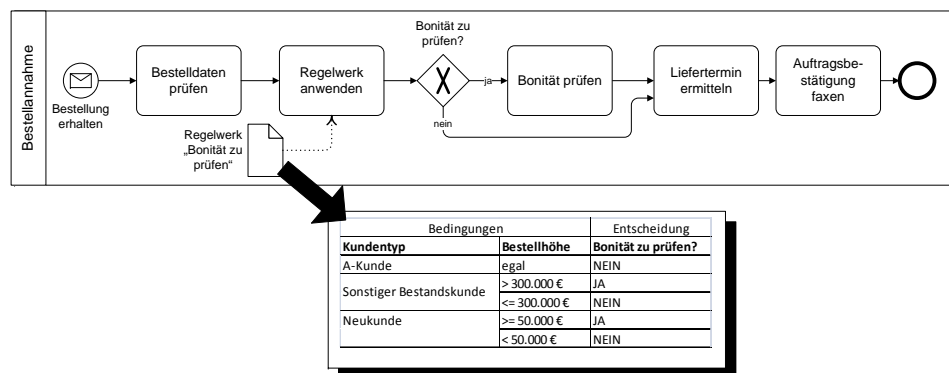 Bestellannahme
Bestellung
erhalten
Bestelldaten
prüfen
Regelwerk
anwenden
Regelwerk
„Bonität zu
prüfen“
Bonität zu
prüfen?
ja
nein
Bonität prüfen
Liefertermin
ermitteln
Auftragsbe-
stätigung
faxen
Bedingungen Entscheidung
Kundentyp Bestellhöhe Bonität zu prüfen?
A-Kunde egal NEIN
Sonstiger Bestandskunde > 300.000 € JA
<= 300.000 € NEIN
Neukunde >= 50.000 € JA
< 50.000 € NEIN